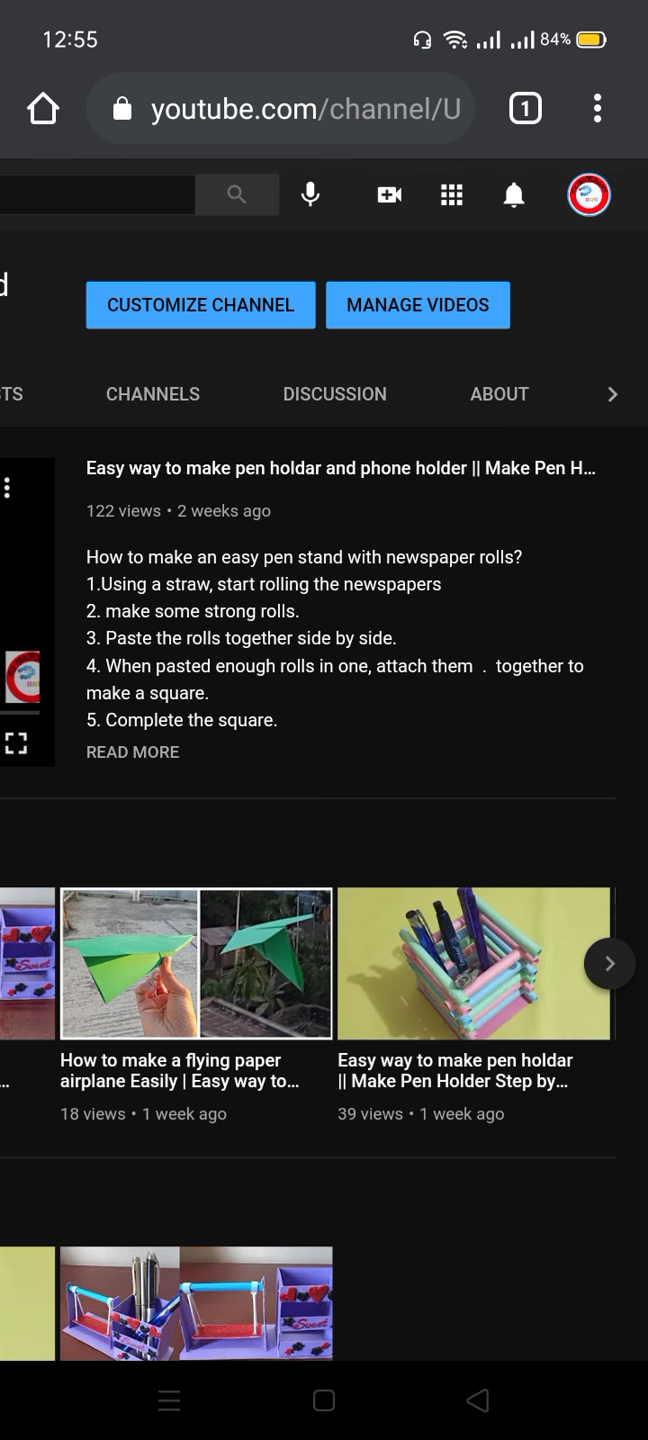 12:55
84%
youtube.com/channel/U
1
d
CUSTOMIZE CHANNEL
MANAGE VIDEOS
STS
CHANNELS
DISCUSSION
ABOUT
Easy way to make pen holdar and phone holder || Make Pen H...
122 views • 2 weeks ago
How to make an easy pen stand with newspaper rolls?
1.Using a straw, start rolling the newspapers
2. make some strong rolls.
3. Paste the rolls together side by side.
4. When pasted enough rolls in one, attach them . together to
make a square.
5. Complete the square.
READ MORE
Sweet
...
How to make a flying paper
airplane Easily | Easy way to...
18 views • 1 week ago
Easy way to make pen holdar
|| Make Pen Holder Step by...
39 views • 1 week ago
Sweet